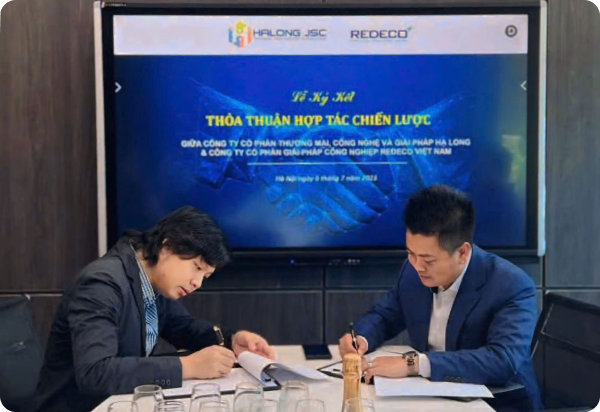 HALONG JSC
REDECO
Lễ Ký Kết
THỎA THUẬN HỢP TÁC CHIẾN LƯỢC
GIỮA CÔNG TY CỔ PHẦN THƯƠNG MẠI, CÔNG NGHỆ VÀ GIẢI PHÁP HẠ LONG
& CÔNG TY CỔ PHẦN GIẢI PHÁP CÔNG NGHIỆP REDECO VIỆT NAM
Hà Nội ngày 6 tháng 7 năm 2023